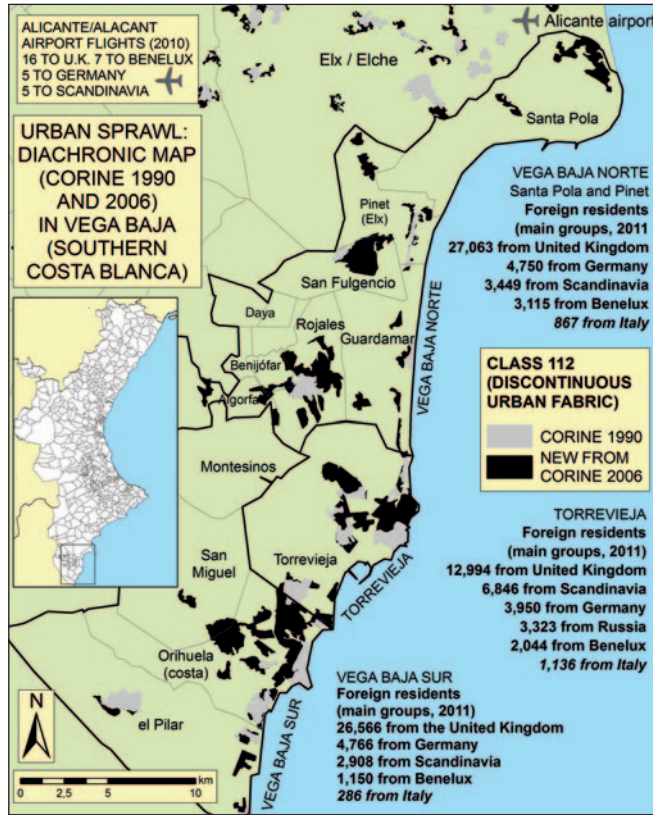 ALICANTE/ALACANT
AIRPORT FLIGHTS (2010)
16 TO U.K. 7 TO BENELUX
5 TO GERMANY
5 TO SCANDINAVIA
Alicante airport
Elx / Elche
Santa Pola
URBAN SPRAWL:
DIACHRONIC MAP
(CORINE 1990
AND 2006)
IN VEGA BAJA
(SOUTHERN
COSTA BLANCA)
VEGA BAJA NORTE
Santa Pola and Pinet
Foreign residents
(main groups, 2011
27,063 from United Kingdom
4,750 from Germany
3,449 from Scandinavia
3,115 from Benelux
867 from Italy
Pinet
(Elx)
San Fulgencio
Daya
Rojales
Guardamar
Benijófar
Algorfa
VEGA BAJA NORTE
CLASS 112
(DISCONTINUOUS
URBAN FABRIC)
CORINE 1990
NEW FROM
CORINE 2006
Montesinos
San
Miguel
Torrevieja
TORREVIEJA
TORREVIEJA
Foreign residents
(main groups, 2011)
12,994 from United Kingdom
6,846 from Scandinavia
3,950 from Germany
3,323 from Russia
2,044 from Benelux
1,136 from Italy
Orihuela
(costa)
el Pilar
VEGA BAJA SUR
VEGA BAJA SUR
Foreign residents
(main groups, 2011)
26,566 from the United Kingdom
4,766 from Germany
2,908 from Scandinavia
1,150 from Benelux
286 from Italy
N
km
0 2,5 5 10